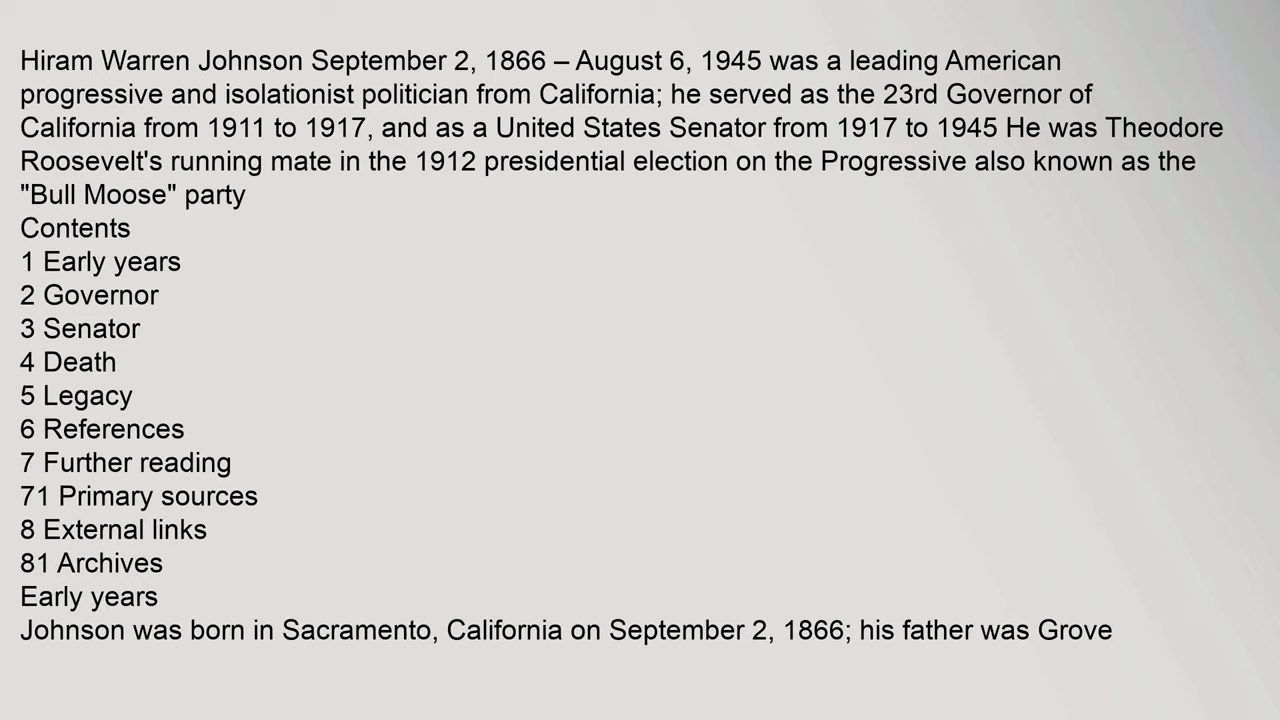 Hiram Warren Johnson September 2, 1866 – August 6, 1945 was a leading American
progressive and isolationist politician from California; he served as the 23rd Governor of
California from 1911 to 1917, and as a United States Senator from 1917 to 1945 He was Theodore
Roosevelt's running mate in the 1912 presidential election on the Progressive also known as the
"Bull Moose" party
Contents
1 Early years
2 Governor
3 Senator
4 Death
5 Legacy
6 References
7 Further reading
71 Primary sources
8 External links
81 Archives
Early years
Johnson was born in Sacramento, California on September 2, 1866; his father was Grove